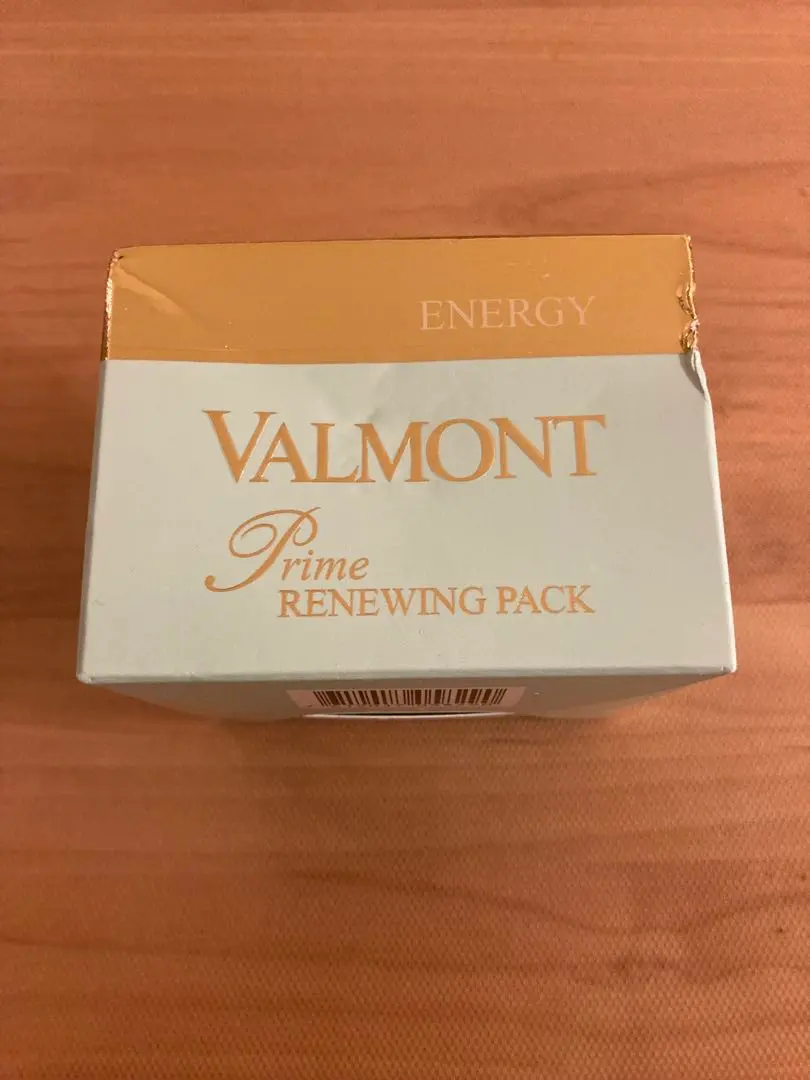 ENERGY
VALMONT
Prime
RENEWING PACK